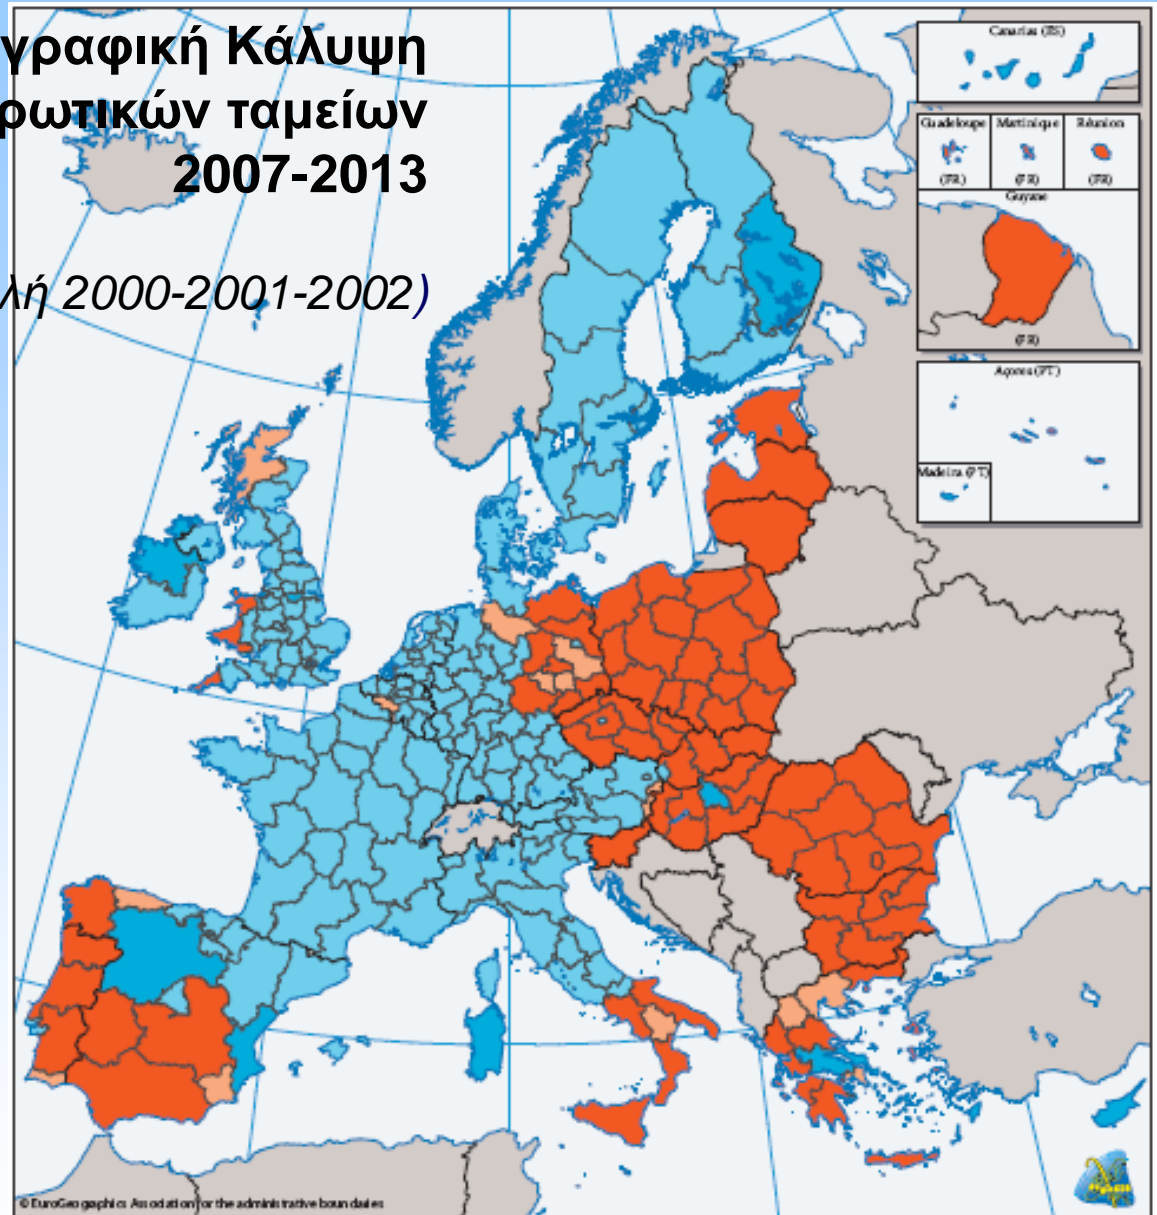 γραφική Κάλυψη
ρωτικών ταμείων
2007-2013
λή 2000-2001-2002)
Canarias (ES)
Guadeloupe
Martinique
Réunion
(FR)
(FR)
(FR)
Guyane
(FR)
Açores (PT)
Madeira (PT)
© EuroGeographics Association for the administrative boundaries